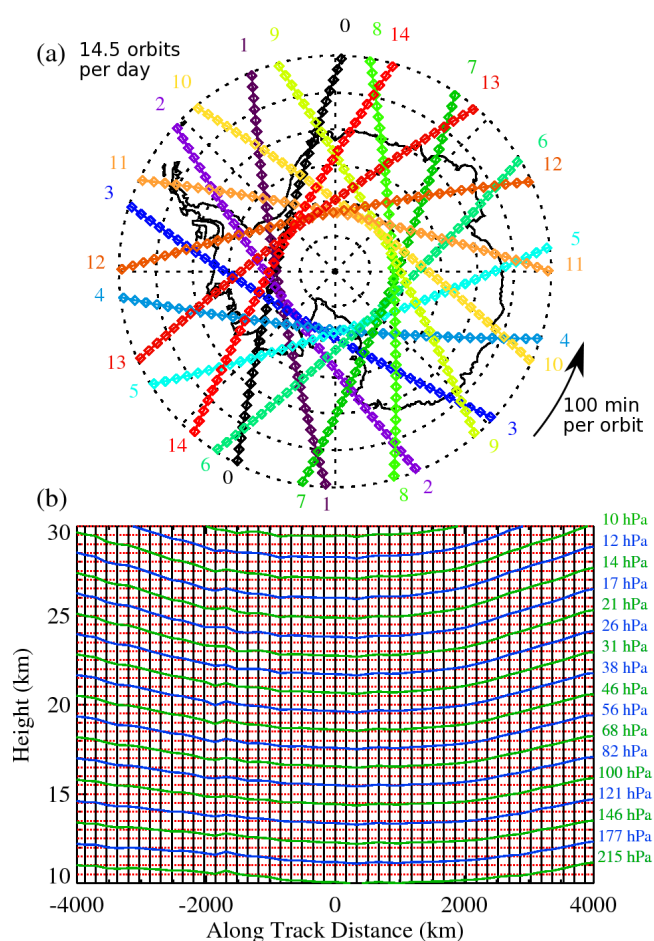 (a) 14.5 orbits
per day
0
8
14
9
1
7
13
10
2
6
12
11
3
5
11
12
4
4
10
13
5
100 min
per orbit
3
9
14
6
0
7
1
8
2
(b)
10 hPa
12 hPa
14 hPa
17 hPa
21 hPa
26 hPa
31 hPa
38 hPa
46 hPa
56 hPa
68 hPa
82 hPa
100 hPa
121 hPa
146 hPa
177 hPa
215 hPa
30
25
20
15
10
Height (km)
-4000 -2000 0 2000 4000
Along Track Distance (km)